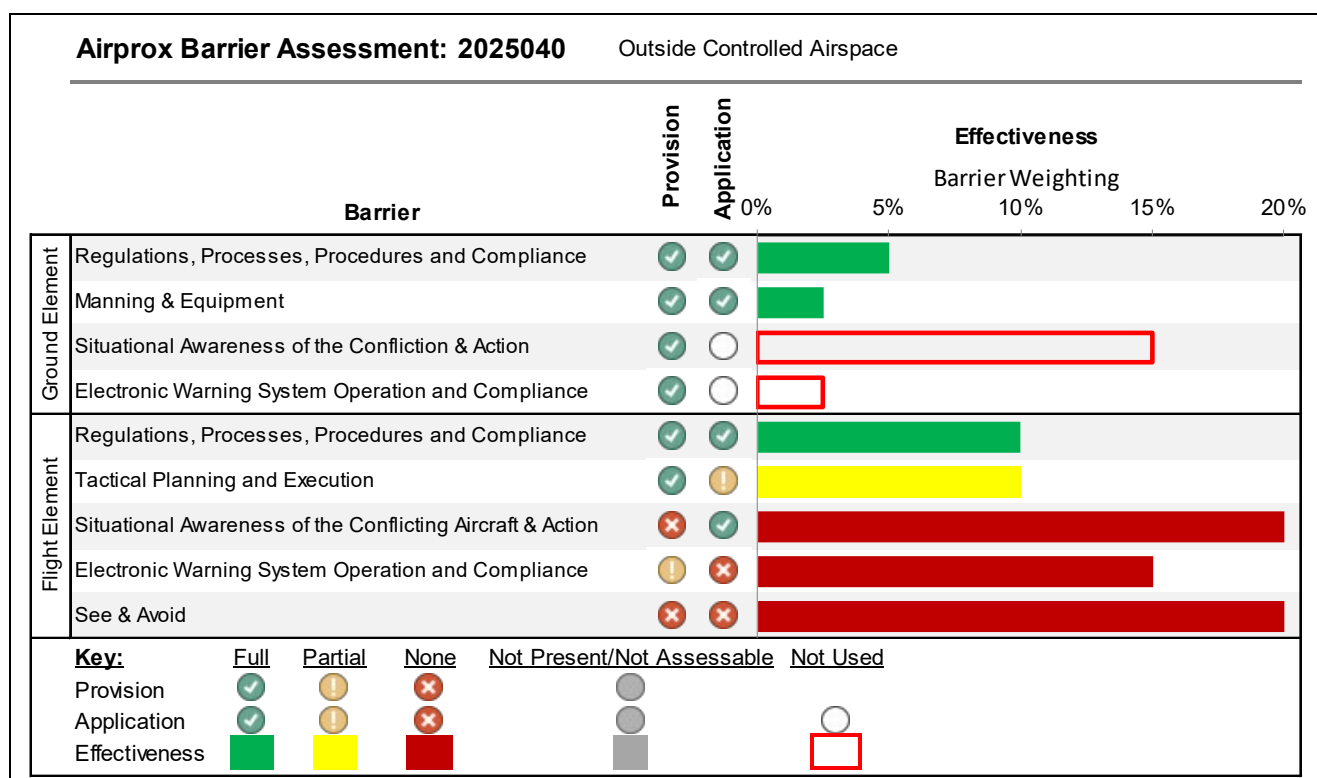 Airprox Barrier Assessment: 2025040 Outside Controlled Airspace
Provision
Application
Effectiveness
Barrier Weighting
Barrier
0% 5% 10% 15% 20%
Ground Element
Regulations, Processes, Procedures and Compliance
Manning & Equipment
Situational Awareness of the Confliction & Action
Electronic Warning System Operation and Compliance
Flight Element
Regulations, Processes, Procedures and Compliance
Tactical Planning and Execution
Situational Awareness of the Conflicting Aircraft & Action
Electronic Warning System Operation and Compliance
See & Avoid
Key: Full Partial None Not Present/Not Assessable Not Used
Provision
Application
Effectiveness